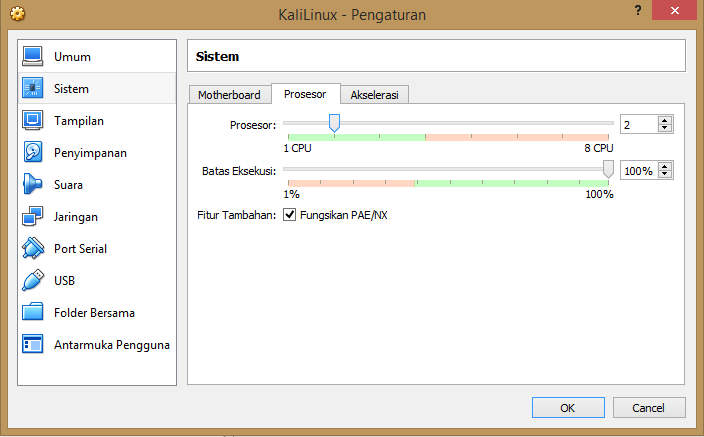 KaliLinux - Pengaturan
?
Umum
Sistem
Tampilan
Penyimpanan
Suara
Jaringan
Port Serial
USB
Folder Bersama
Antarmuka Pengguna
Sistem
Motherboard Prosesor Akselerasi
Prosesor: 2
1 CPU 8 CPU
Batas Eksekusi: 100%
1% 100%
Fitur Tambahan: Fungsikan PAE/NX
OK Cancel